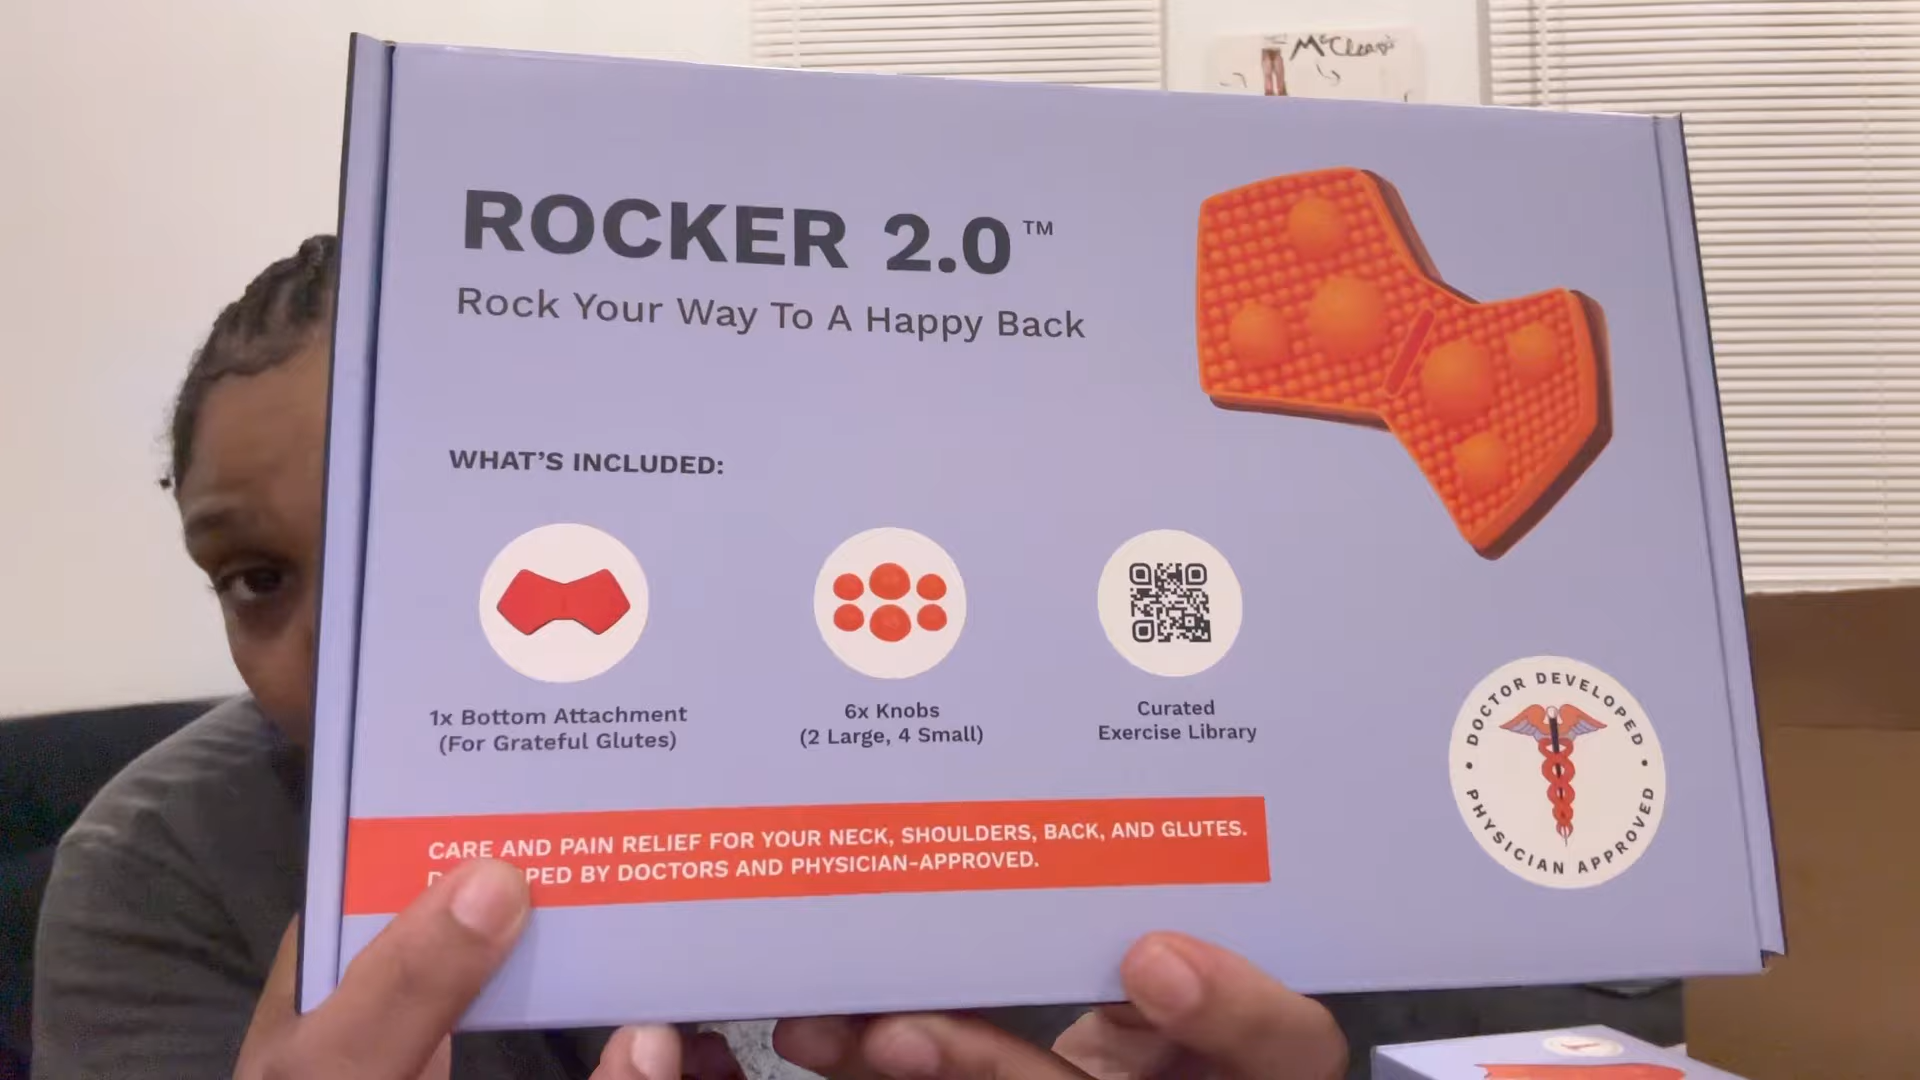 McCleary's
ROCKER 2.0™
Rock Your Way To A Happy Back
WHAT'S INCLUDED:
1x Bottom Attachment
(For Grateful Glutes)
6x Knobs
(2 Large, 4 Small)
Curated
Exercise Library
DOCTOR DEVELOPED
PHYSICIAN APPROVED
CARE AND PAIN RELIEF FOR YOUR NECK, SHOULDERS, BACK, AND GLUTES.
BY DOCTORS AND PHYSICIAN-APPROVED.